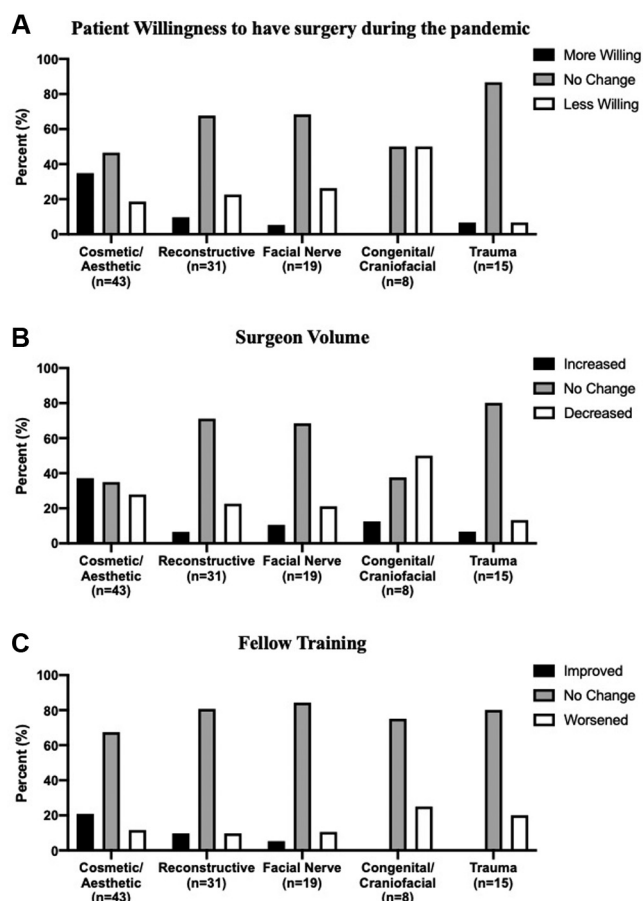 A
Patient Willingness to have surgery during the pandemic
More Willing
No Change
Less Willing
Percent (%)
100
80
60
40
20
0
Cosmetic/ Reconstructive Facial Nerve Congenital/ Trauma
Aesthetic (n=31) (n=19) Craniofacial (n=15)
(n=43) (n=8)
B
Surgeon Volume
Increased
No Change
Decreased
Percent (%)
100
80
60
40
20
0
Cosmetic/ Reconstructive Facial Nerve Congenital/ Trauma
Aesthetic (n=31) (n=19) Craniofacial (n=15)
(n=43) (n=8)
C
Fellow Training
Improved
No Change
Worsened
Percent (%)
100
80
60
40
20
0
Cosmetic/ Reconstructive Facial Nerve Congenital/ Trauma
Aesthetic (n=31) (n=19) Craniofacial (n=15)
(n=43) (n=8)